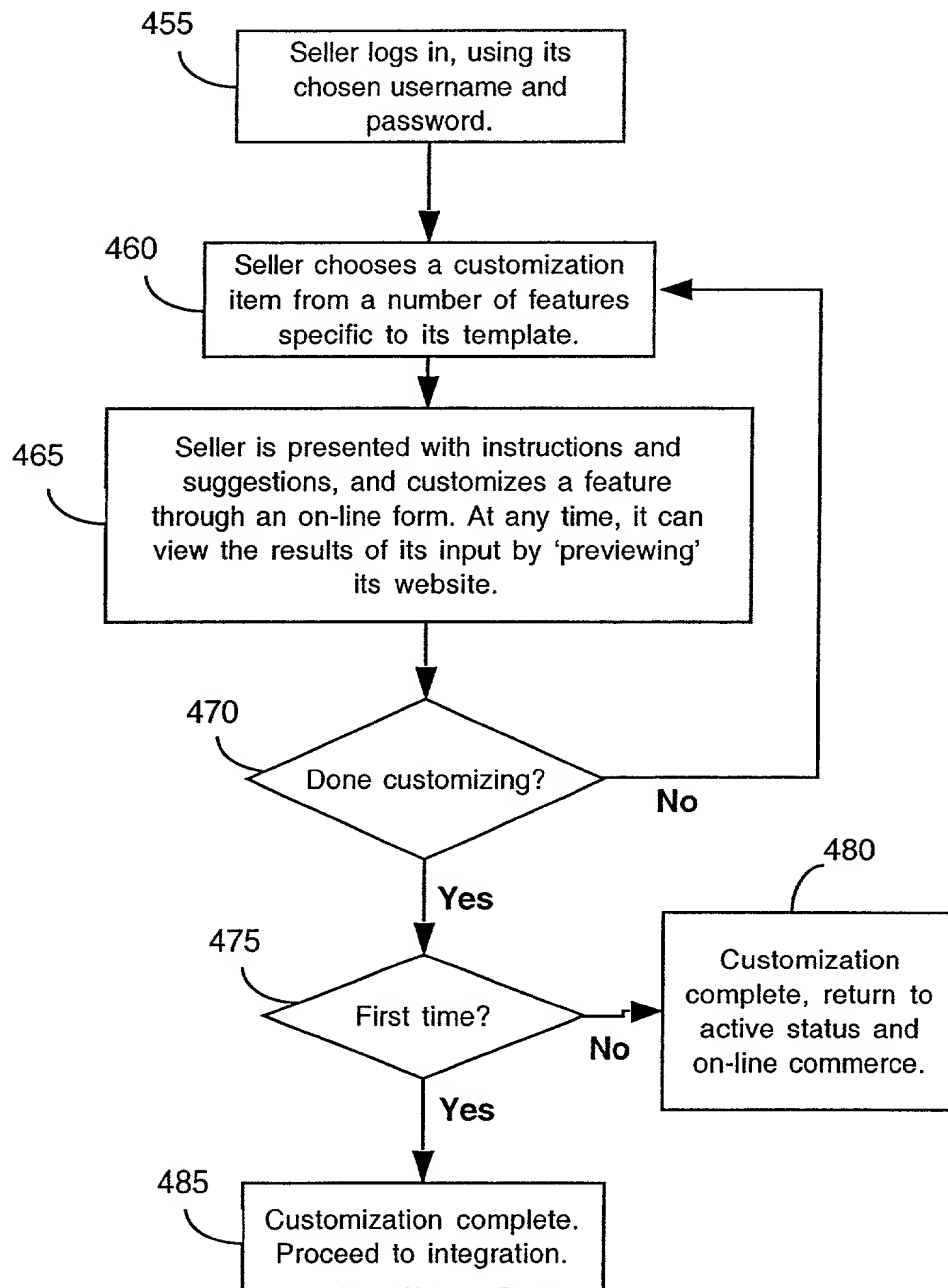 455
Seller logs in, using its
chosen username and
password.
460
Seller chooses a customization
item from a number of features
specific to its template.
465
Seller is presented with instructions and
suggestions, and customizes a feature
through an on-line form. At any time, it can
view the results of its input by ‘previewing’
its website.
470
Done customizing?
No
Yes
475
First time?
No
480
Customization
complete, return to
active status and
on-line commerce.
Yes
485
Customization complete.
Proceed to integration.